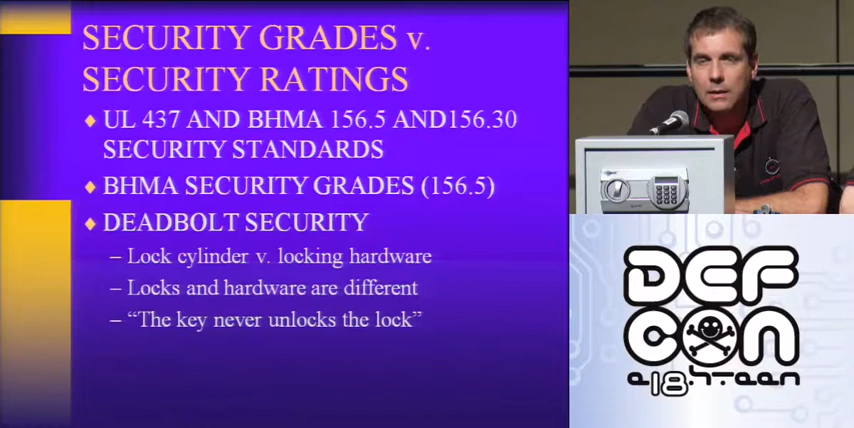 SECURITY GRADES v.
SECURITY RATINGS
♦ UL 437 AND BHMA 156.5 AND156.30
SECURITY STANDARDS
♦ BHMA SECURITY GRADES (156.5)
♦ DEADBOLT SECURITY
– Lock cylinder v. locking hardware
– Locks and hardware are different
– “The key never unlocks the lock”
DEF
CON
e18h-teen